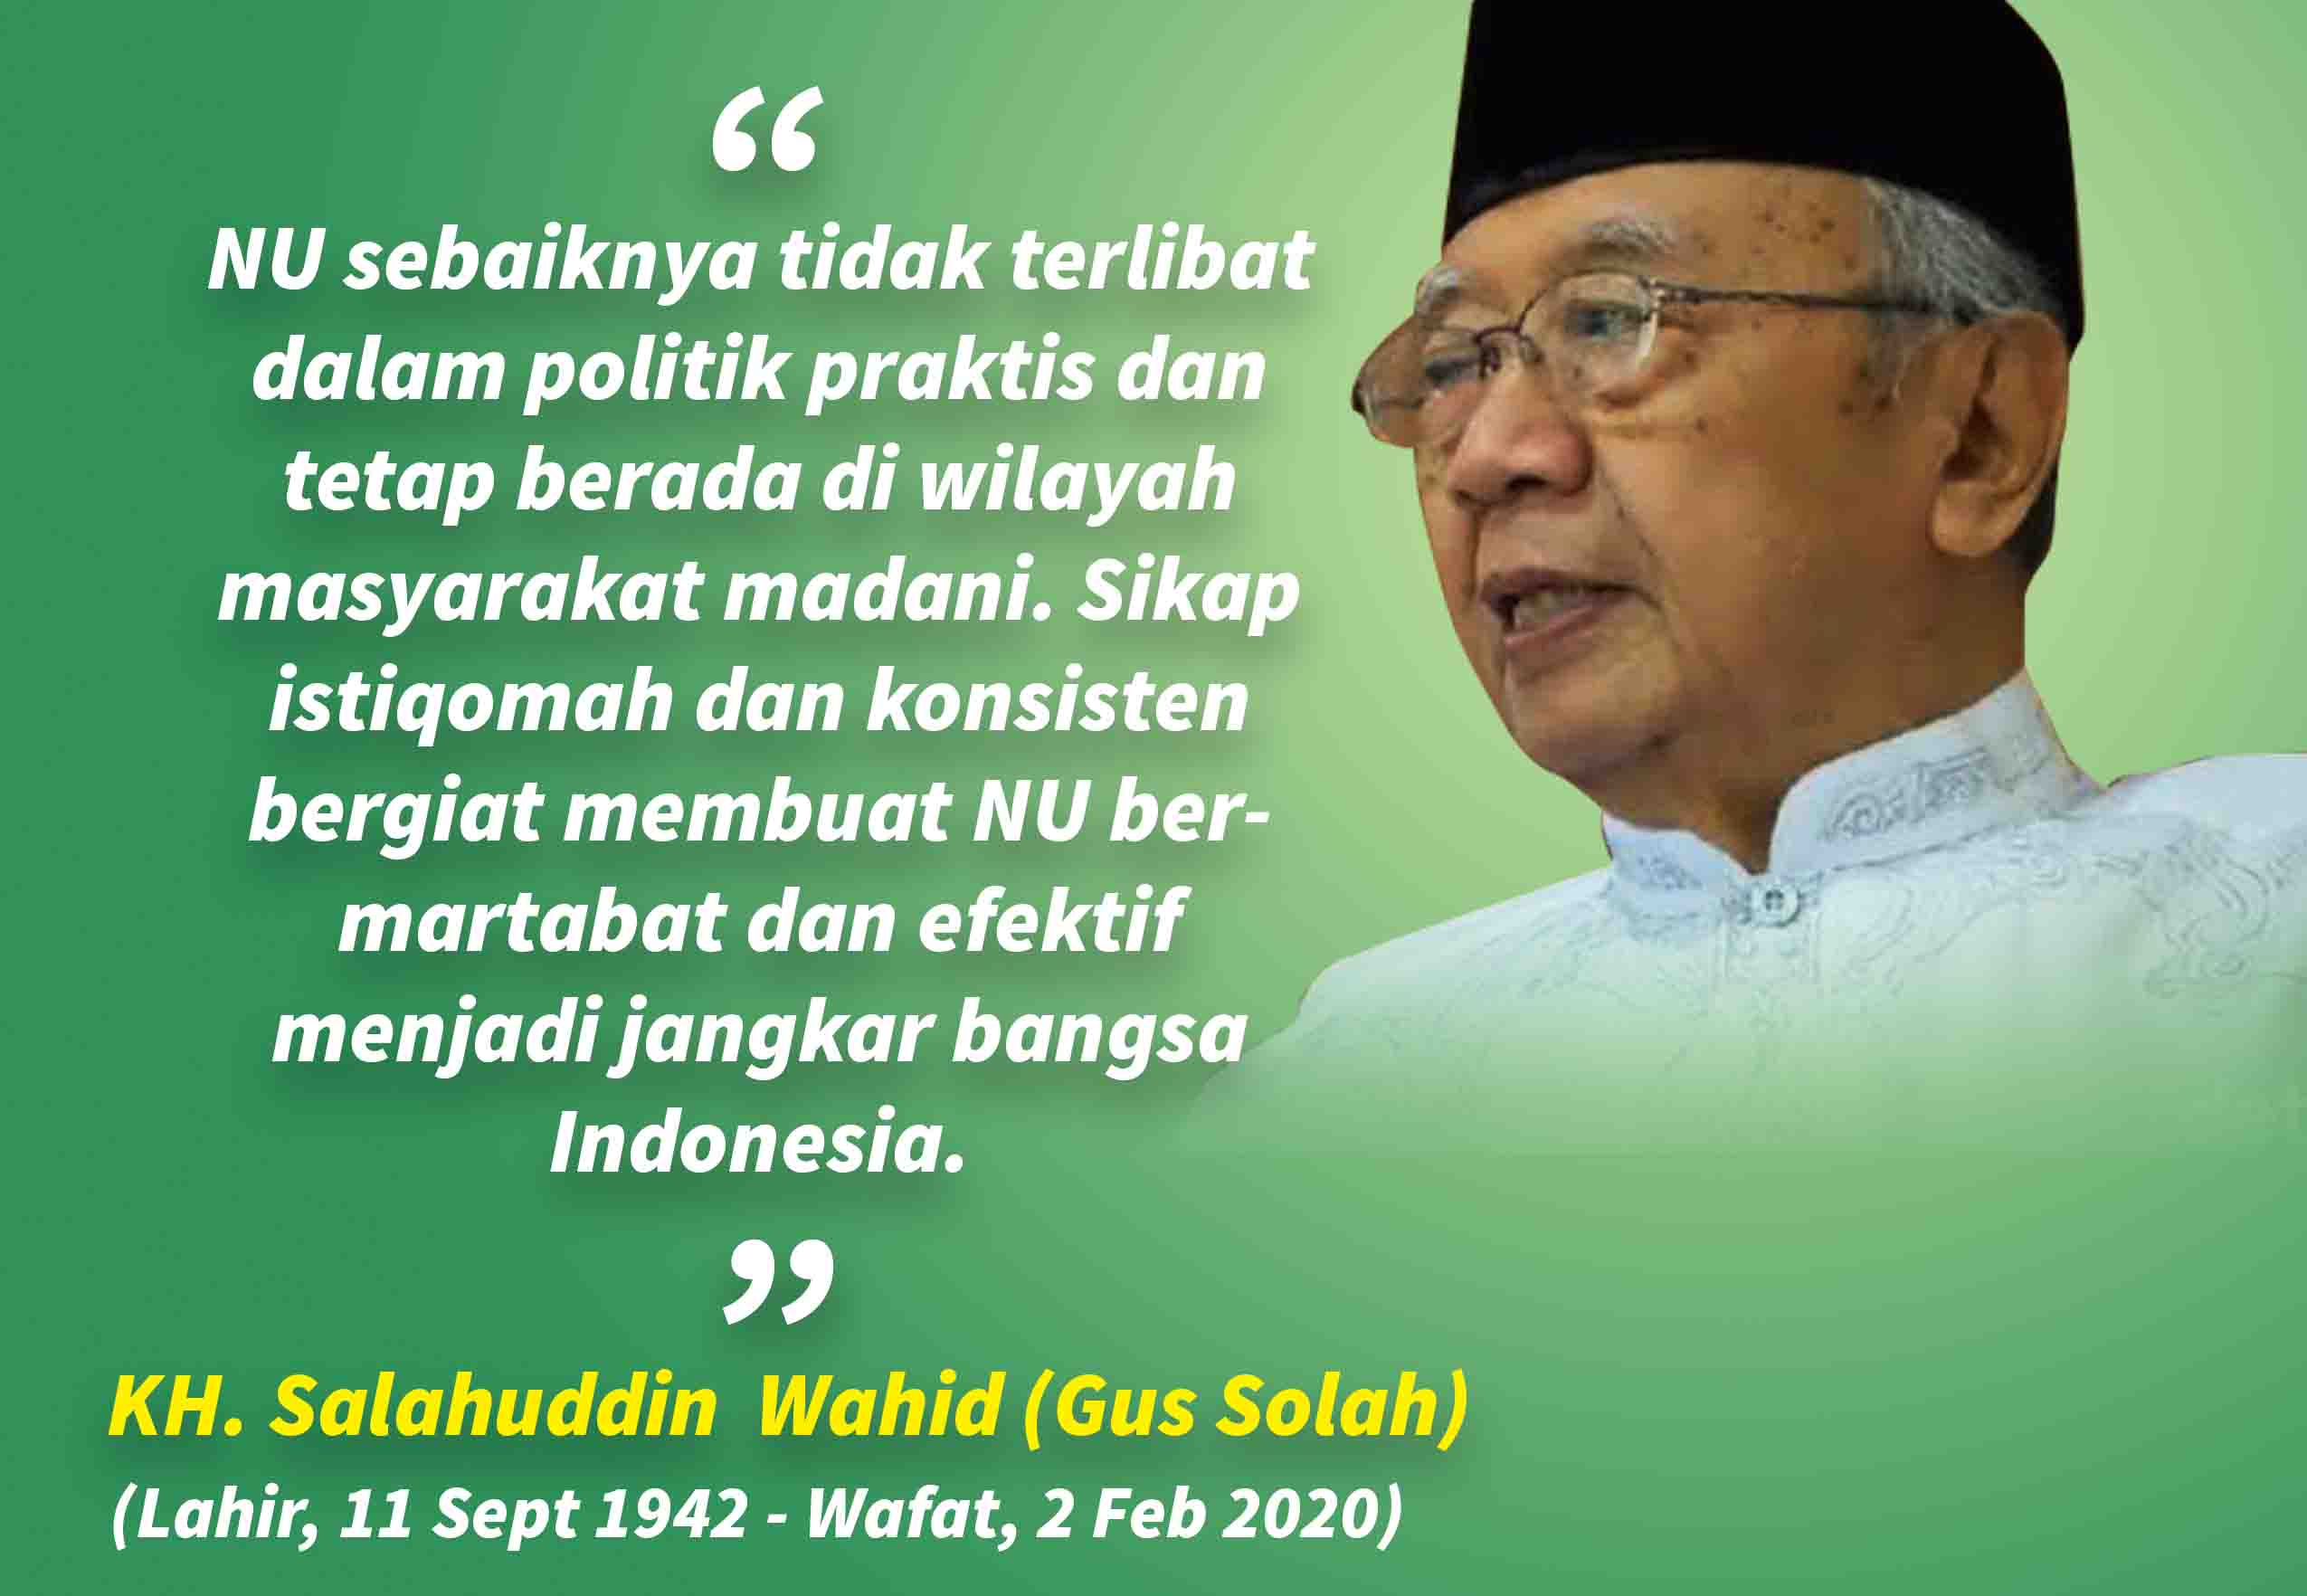 “
NU sebaiknya tidak terlibat
dalam politik praktis dan
tetap berada di wilayah
masyarakat madani. Sikap
istiqomah dan konsisten
bergiat membuat NU ber-
martabat dan efektif
menjadi jangkar bangsa
Indonesia.
”
KH. Salahuddin Wahid (Gus Solah)
(Lahir, 11 Sept 1942 - Wafat, 2 Feb 2020)